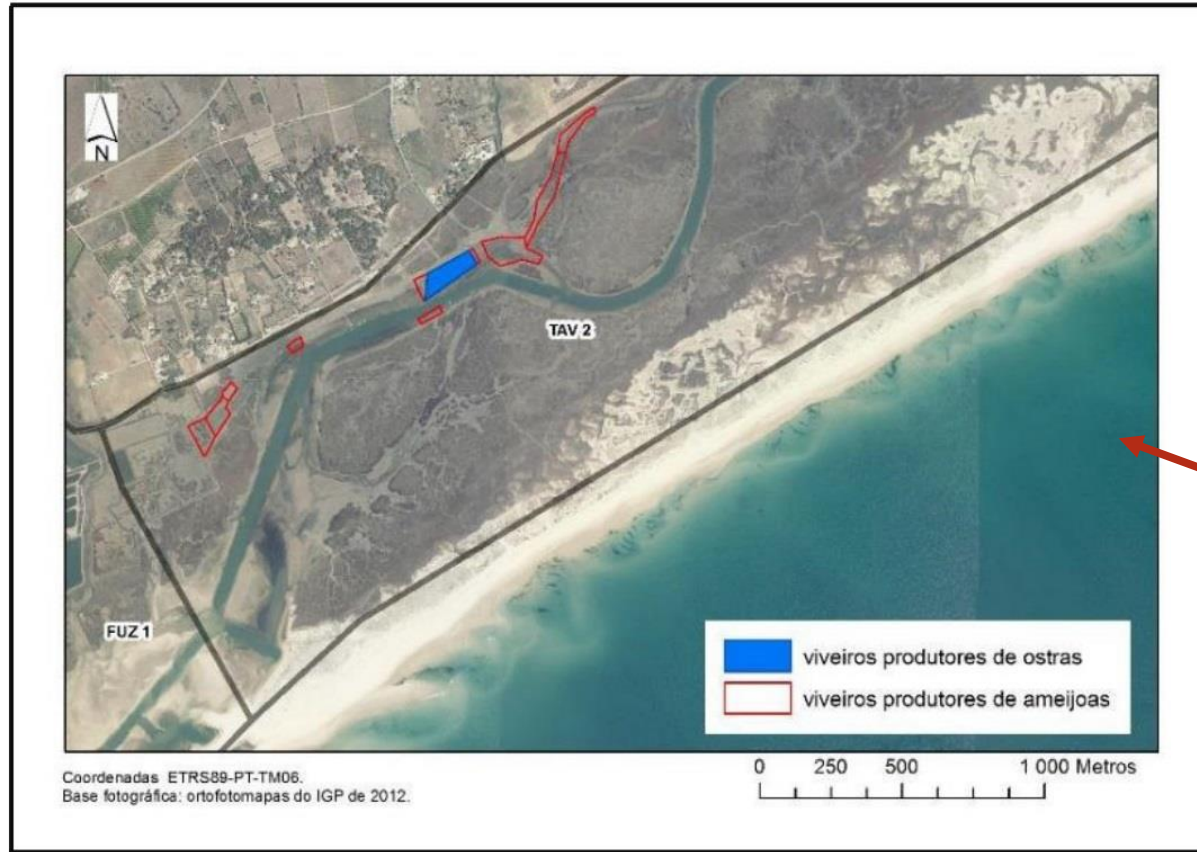 N
TAV 2
FUZ 1
viveiros produtores de ostras
viveiros produtores de ameijoas
Coordenadas ETRS89-PT-TM06.
Base fotográfica: ortofotomapas do IGP de 2012.
0 250 500 1 000 Metros